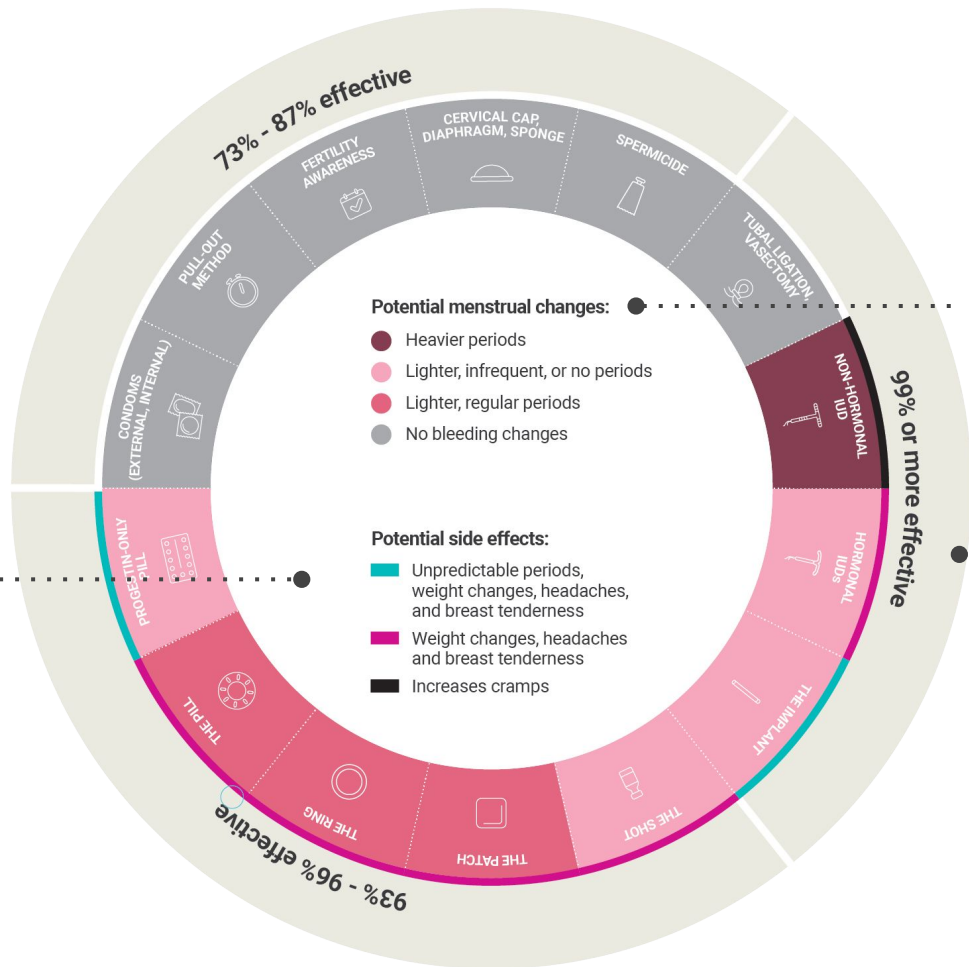 73% - 87% effective
CERVICAL CAP,
DIAPHRAGM, SPONGE
SPERMICIDE
TUBAL LIGATION,
VASECTOMY
NON-HORMONAL
IUD
HORMONAL
IUDs
THE IMPLANT
THE SHOT
THE PATCH
THE RING
THE PILL
PROGESTIN-ONLY
PILL
CONDOMS
(EXTERNAL, INTERNAL)
PULL-OUT
METHOD
FERTILITY
AWARENESS
99% or more effective
93% - 96% effective
Potential menstrual changes:
Heavier periods
Lighter, infrequent, or no periods
Lighter, regular periods
No bleeding changes
Potential side effects:
Unpredictable periods,
weight changes, headaches,
and breast tenderness
Weight changes, headaches
and breast tenderness
Increases cramps